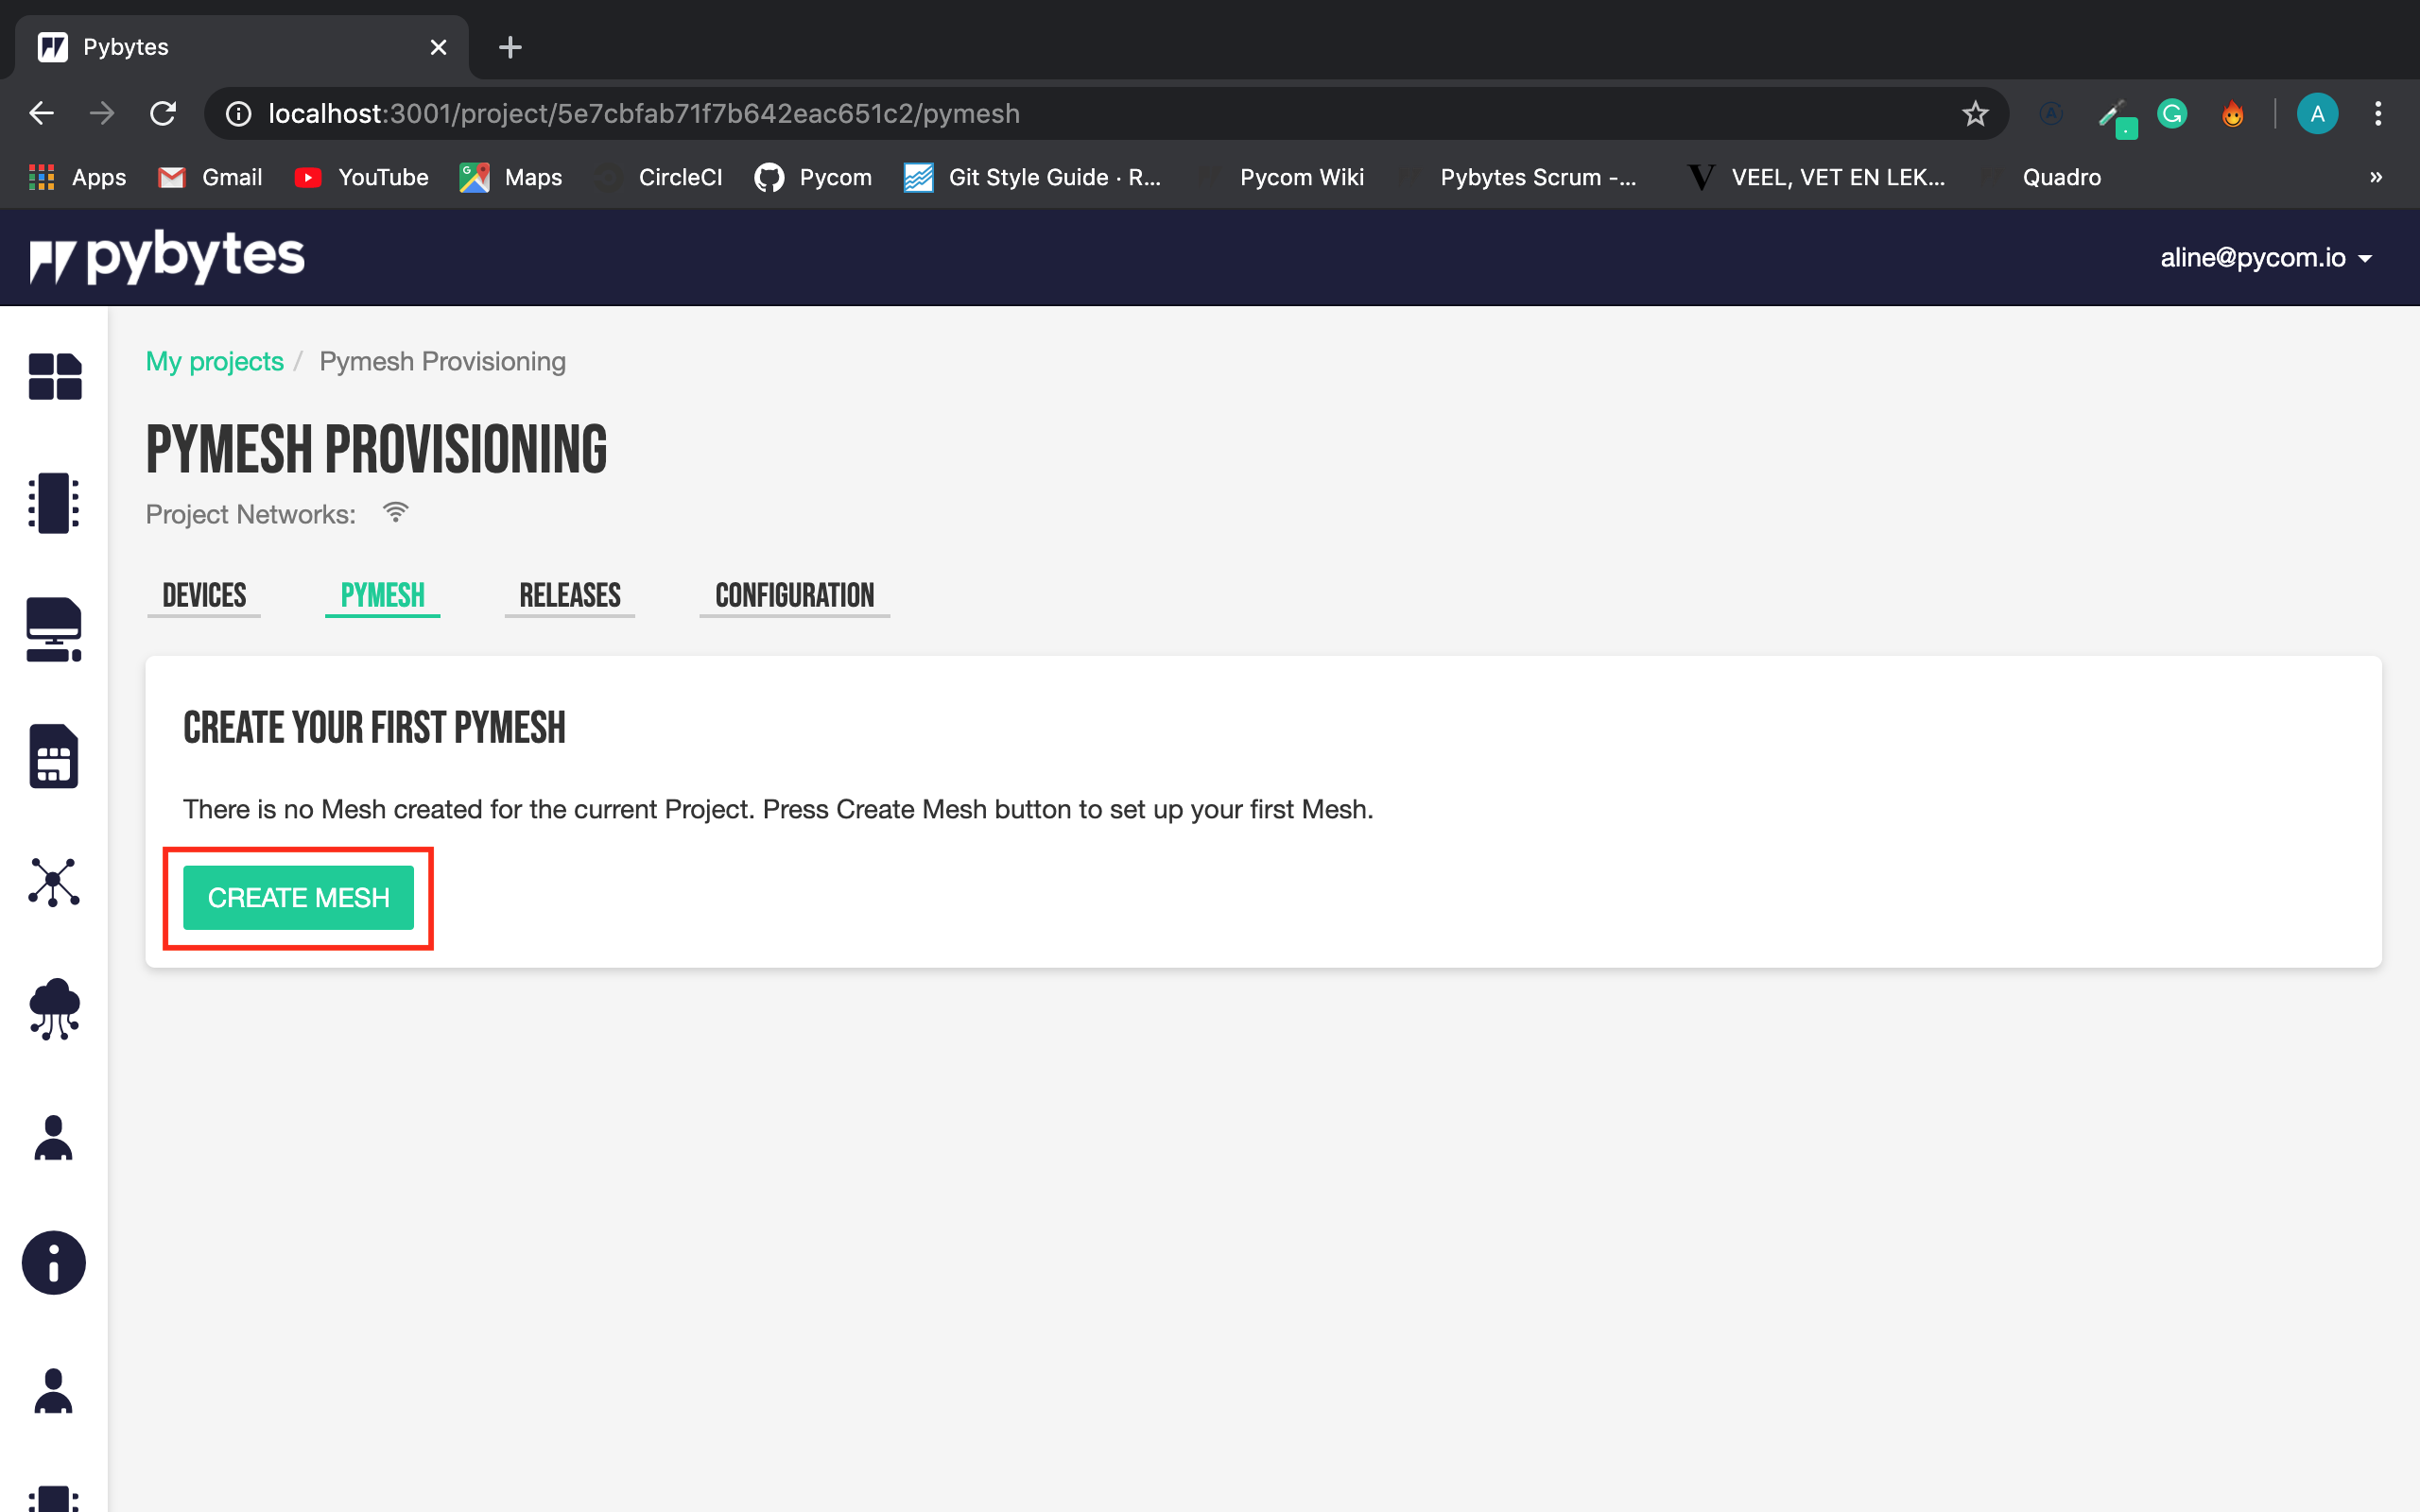 Pybytes
localhost:3001/project/5e7cbfab71f7b642eac651c2/pymesh
A
Apps Gmail YouTube Maps CircleCI Pycom Git Style Guide · R... Pycom Wiki Pybytes Scrum -... VEEL, VET EN LEK... Quadro »
pybytes
aline@pycom.io
My projects / Pymesh Provisioning
PYMESH PROVISIONING
Project Networks:
DEVICES PYMESH RELEASES CONFIGURATION
CREATE YOUR FIRST PYMESH
There is no Mesh created for the current Project. Press Create Mesh button to set up your first Mesh.
CREATE MESH